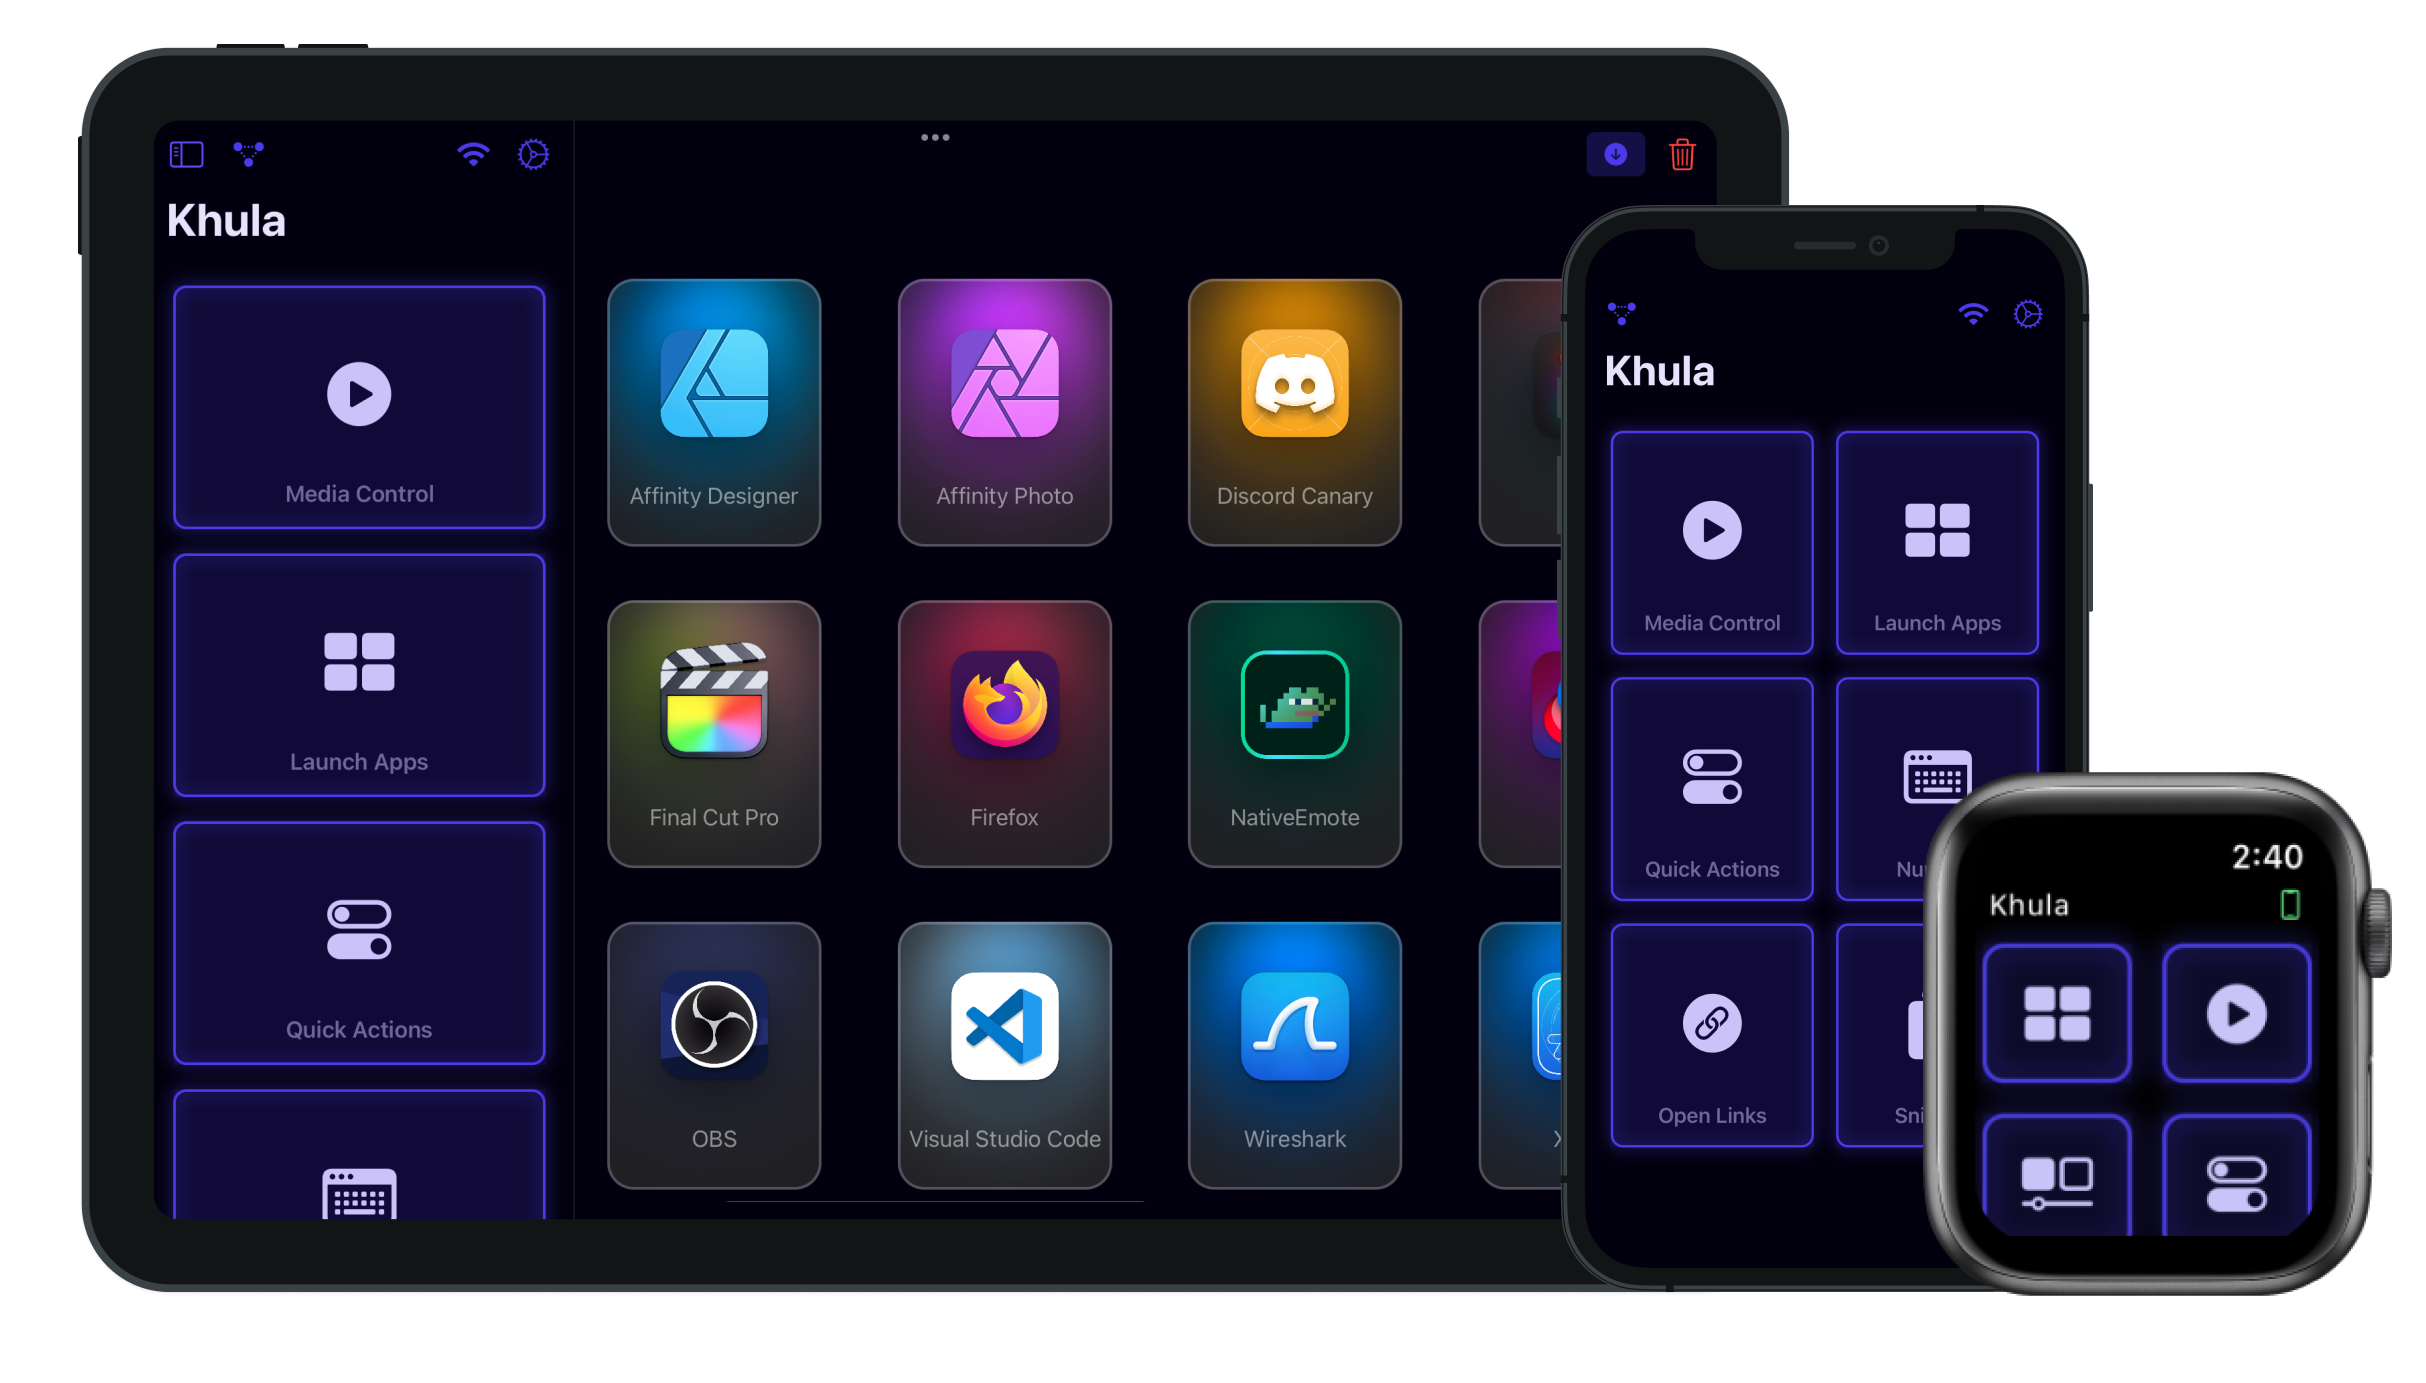 Khula
Media Control
Launch Apps
Quick Actions
Affinity Designer
Affinity Photo
Discord Canary
Final Cut Pro
Firefox
NativeEmote
OBS
Visual Studio Code
Wireshark
X
Khula
Media Control
Launch Apps
Quick Actions
Nu
Open Links
Sni
2:40
Khula